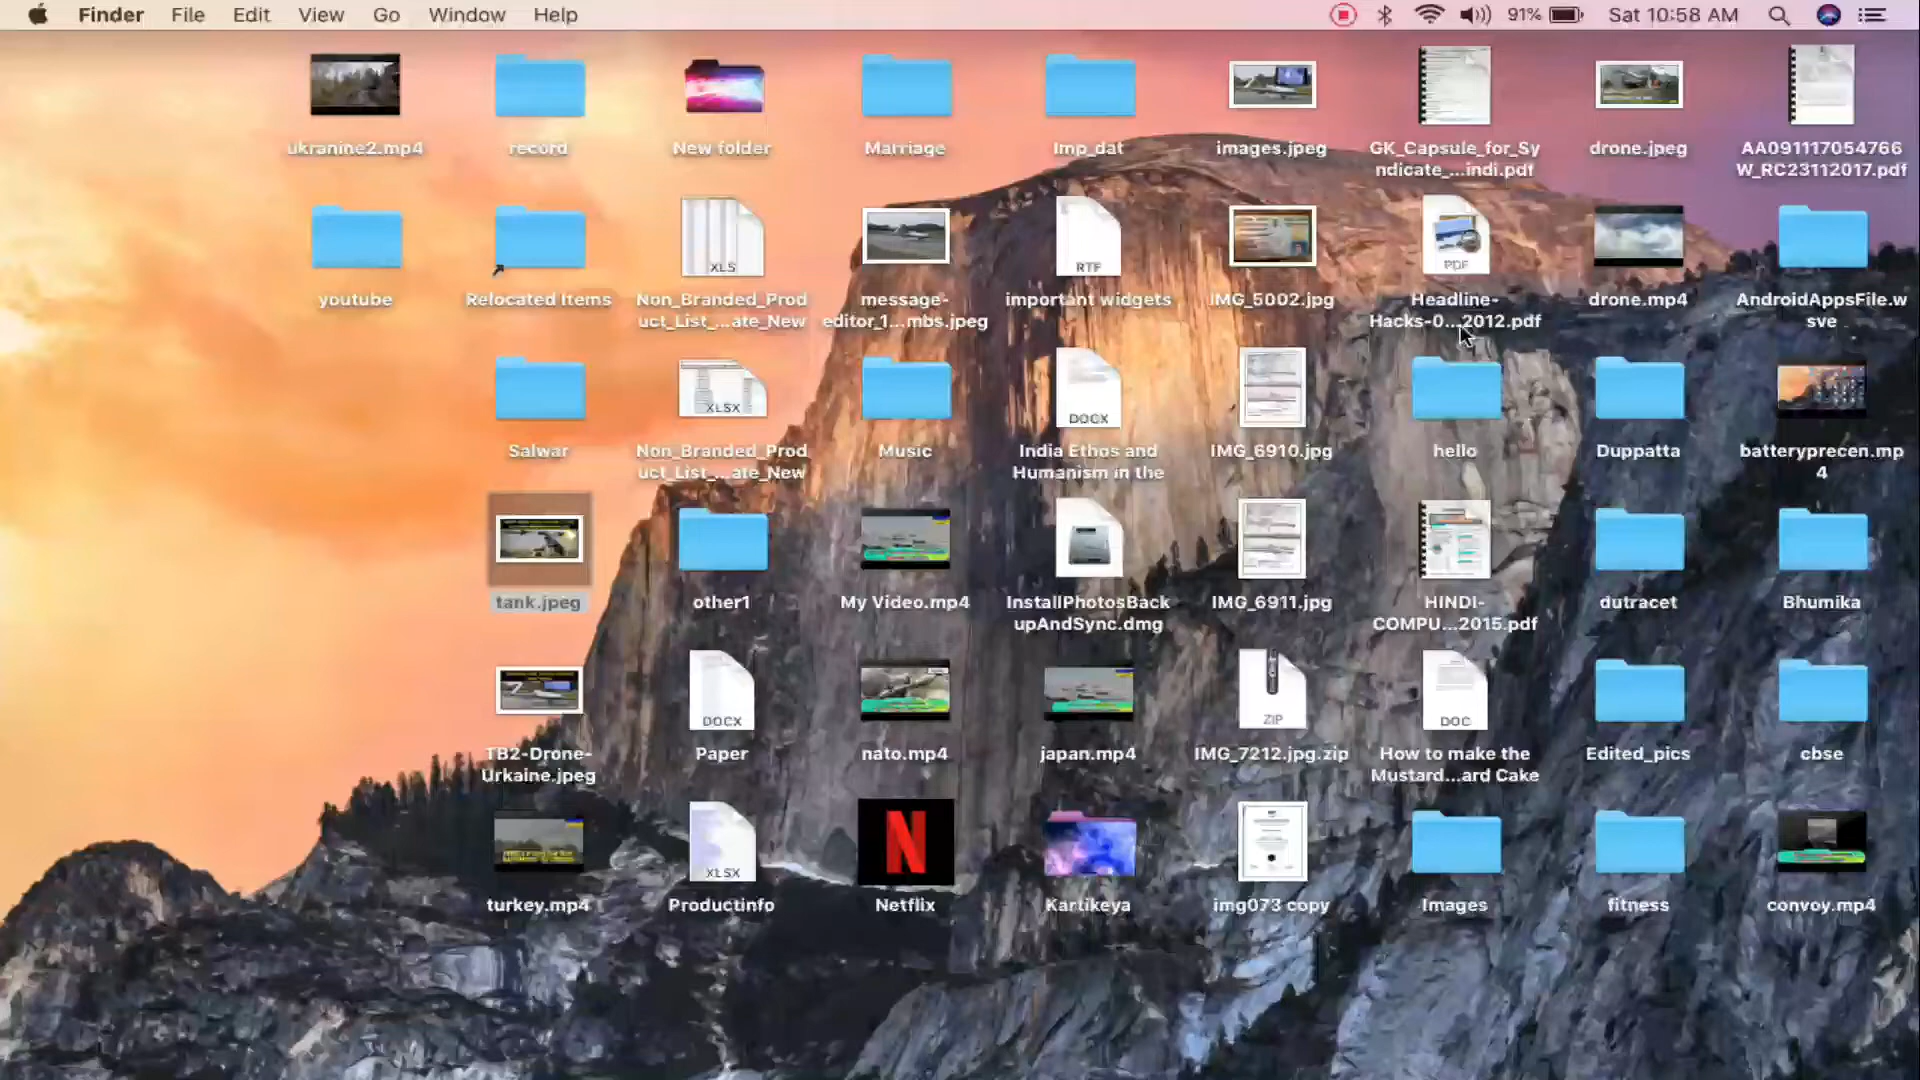 Finder File Edit View Go Window Help 91% Sat 10:58 AM
ukranine2.mp4
record
New folder
Marriage
Imp_dat
images.jpeg
GK_Capsule_for_Sy
ndicate_...indi.pdf
drone.jpeg
AA091117054766
W_RC23112017.pdf
youtube
Relocated Items
XLS
Non_Branded_Prod
uct_List_...ate_New
message-
editor_1...mbs.jpeg
RTF
important widgets
IMG_5002.jpg
PDF
Headline-
Hacks-0...2012.pdf
drone.mp4
AndroidAppsFile.w
sve
Salwar
XLSX
Non_Branded_Prod
uct_List_...ate_New
Music
DOCX
India Ethos and
Humanism in the
IMG_6910.jpg
hello
Duppatta
batteryprecen.mp
4
tank.jpeg
other1
My Video.mp4
InstallPhotosBack
upAndSync.dmg
IMG_6911.jpg
HINDI-
COMPU...2015.pdf
dutracet
Bhumika
TB2-Drone-
Urkaine.jpeg
DOCX
Paper
nato.mp4
japan.mp4
ZIP
IMG_7212.jpg.zip
DOC
How to make the
Mustard...ard Cake
Edited_pics
cbse
turkey.mp4
XLSX
Productinfo
N
Netflix
Kartikeya
img073 copy
Images
fitness
convoy.mp4